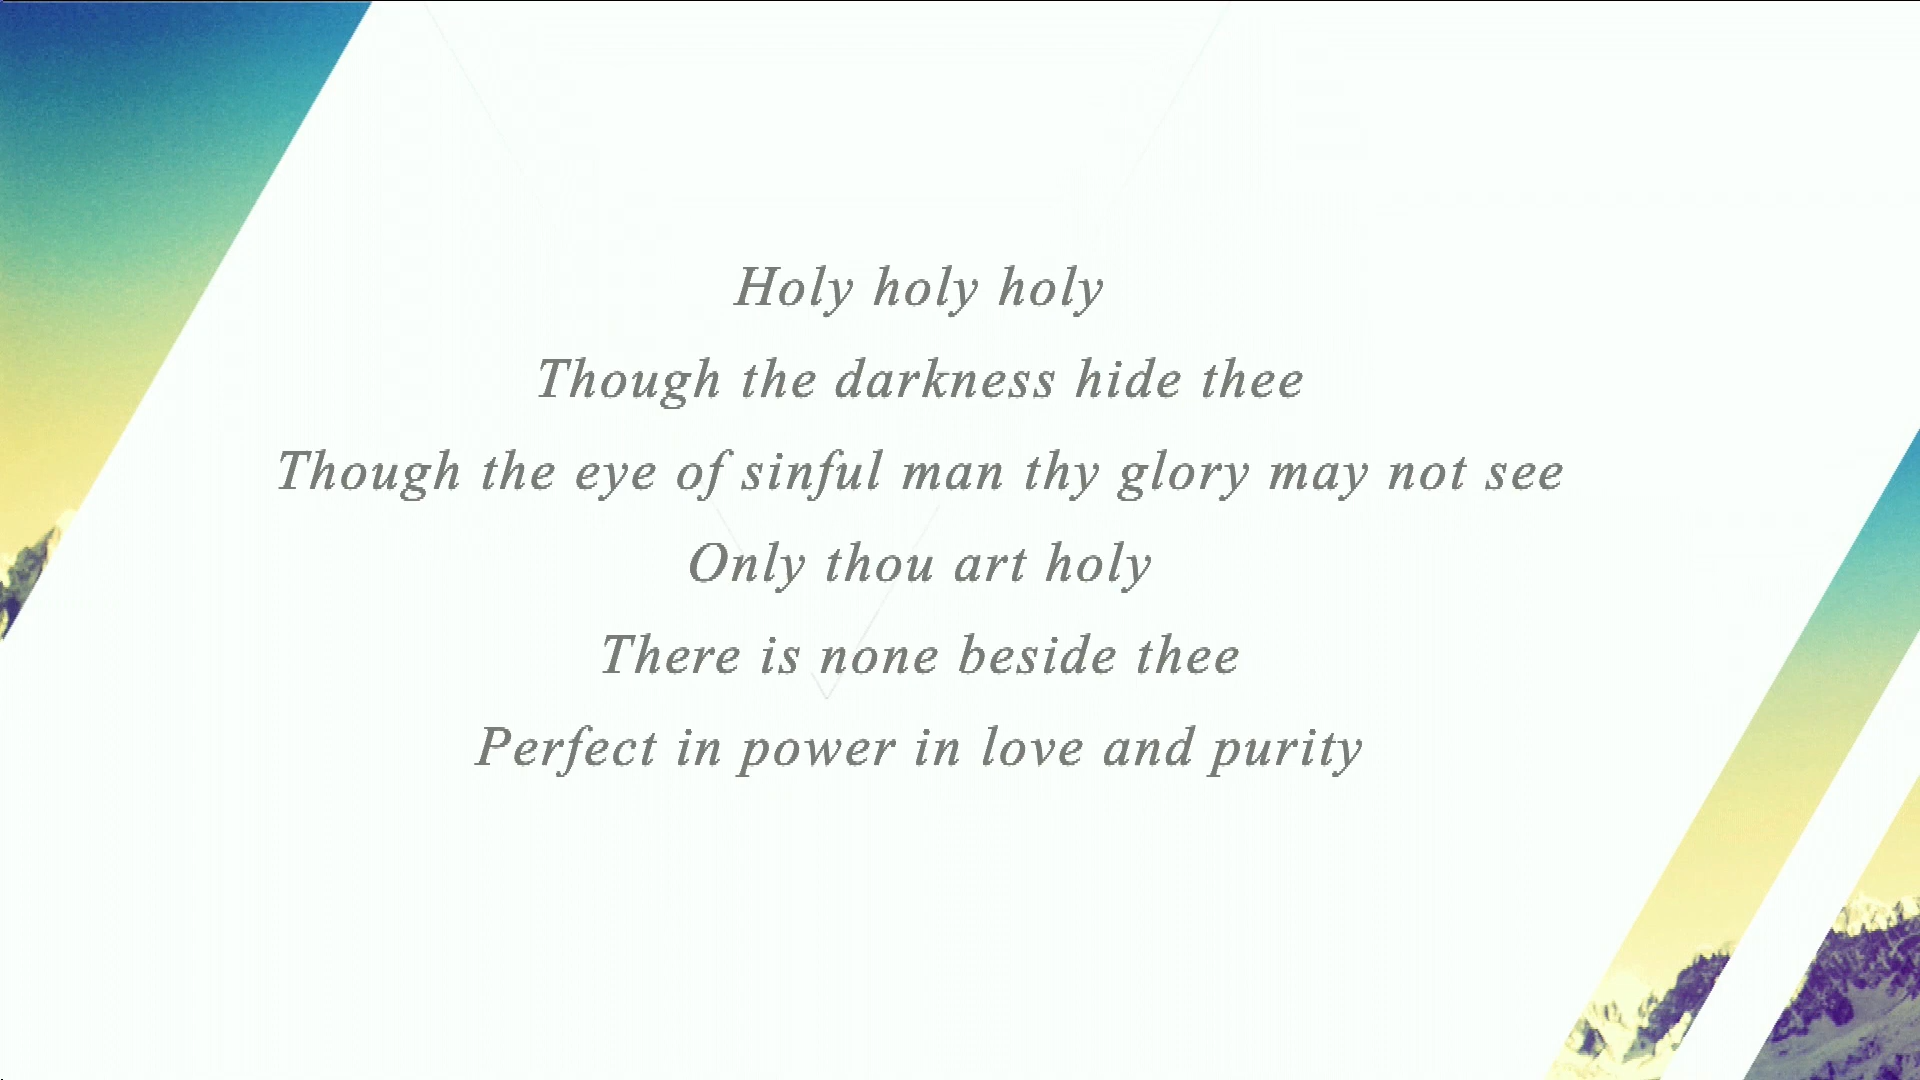 Holy holy holy
Though the darkness hide thee
Though the eye of sinful man thy glory may not see
Only thou art holy
There is none beside thee
Perfect in power in love and purity